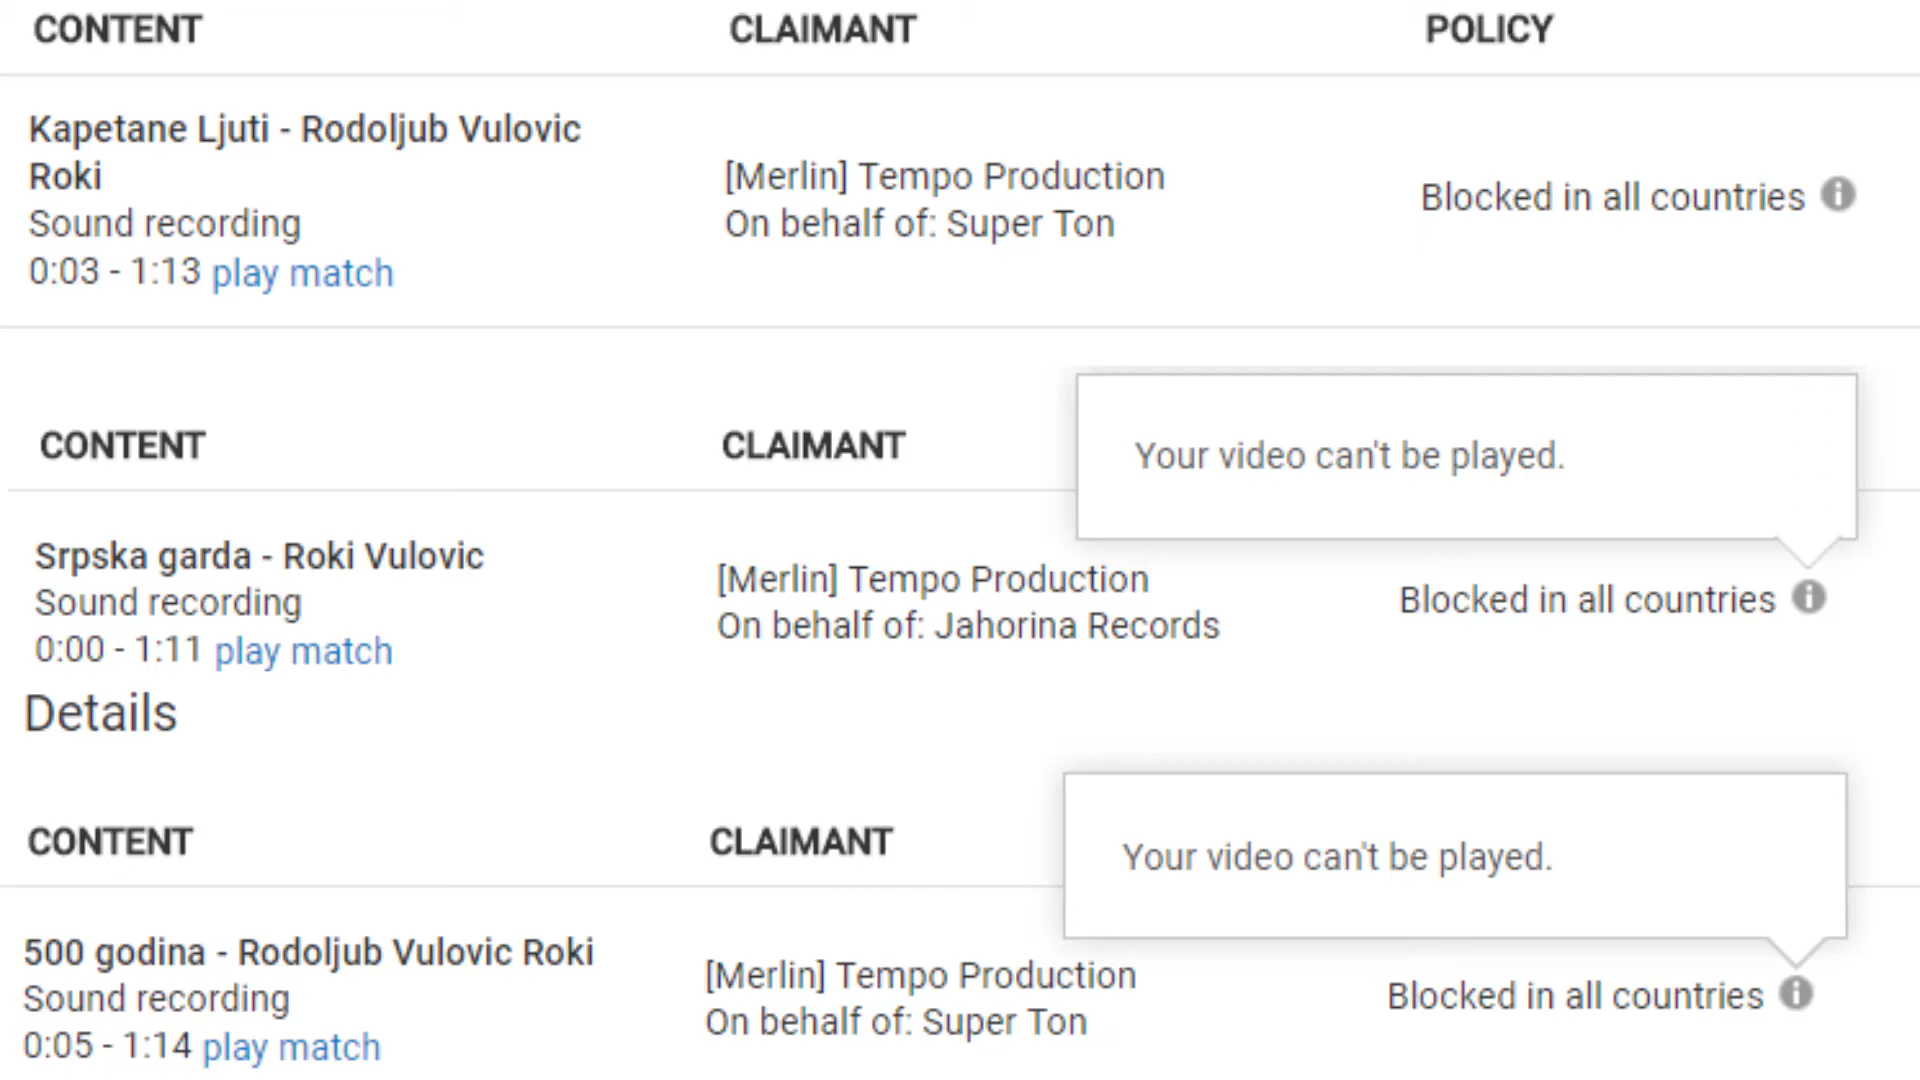 CONTENT CLAIMANT POLICY
Kapetane Ljuti - Rodoljub Vulovic
Roki
Sound recording
0:03 - 1:13 play match
[Merlin] Tempo Production
On behalf of: Super Ton
Blocked in all countries
CONTENT CLAIMANT
Your video can't be played.
Srpska garda - Roki Vulovic
Sound recording
0:00 - 1:11 play match
[Merlin] Tempo Production
On behalf of: Jahorina Records
Blocked in all countries
Details
CONTENT CLAIMANT
Your video can't be played.
500 godina - Rodoljub Vulovic Roki
Sound recording
0:05 - 1:14 play match
[Merlin] Tempo Production
On behalf of: Super Ton
Blocked in all countries